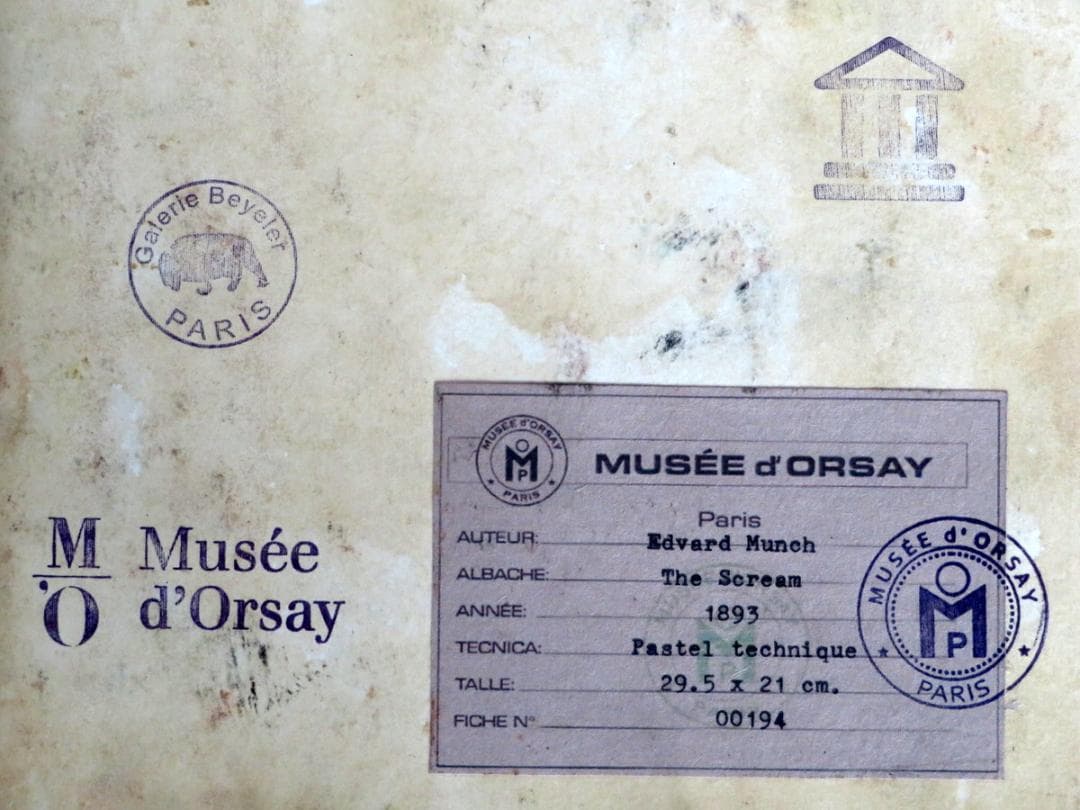 Galerie Beyeler
PARIS
M
'O
Musée
d'Orsay
MUSÉE d'ORSAY
M
P
PARIS
MUSÉE d'ORSAY
Paris
AUTEUR: Edvard Munch
ALBACHE: The Scream
ANNÉE: 1893
TECNICA: Pastel technique
TALLE: 29.5 x 21 cm.
FICHE Nº 00194
MUSÉE d'ORSAY
M
P
PARIS